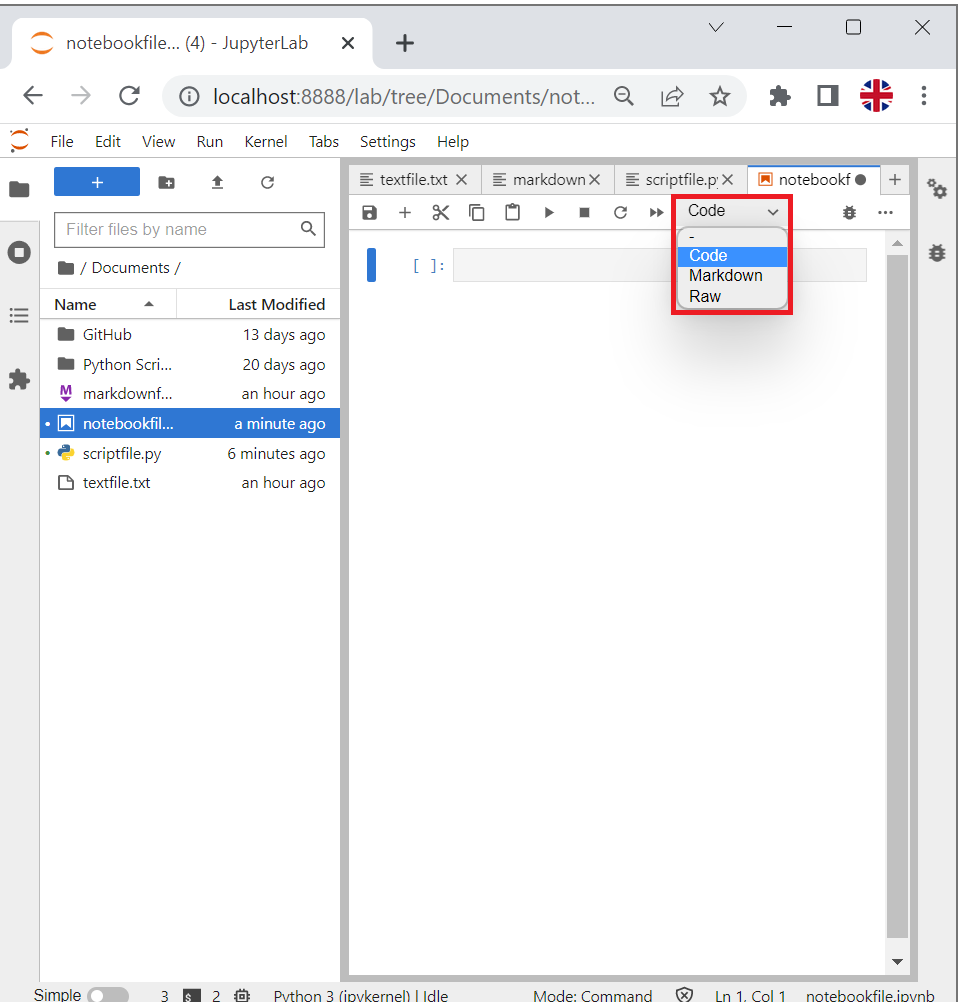 notebookfile... (4) - JupyterLab
localhost:8888/lab/tree/Documents/not...
File Edit View Run Kernel Tabs Settings Help
+
Filter files by name
/ Documents /
Name Last Modified
GitHub 13 days ago
Python Scri... 20 days ago
markdownf... an hour ago
notebookfil... a minute ago
scriptfile.py 6 minutes ago
textfile.txt an hour ago
textfile.txt markdown scriptfile.py notebookf
Code
-
Code
Markdown
Raw
[ ]:
Simple 3 $ 2 Python 3 (ipykernel) | Idle Mode: Command Ln 1, Col 1 notebookfile.ipynb